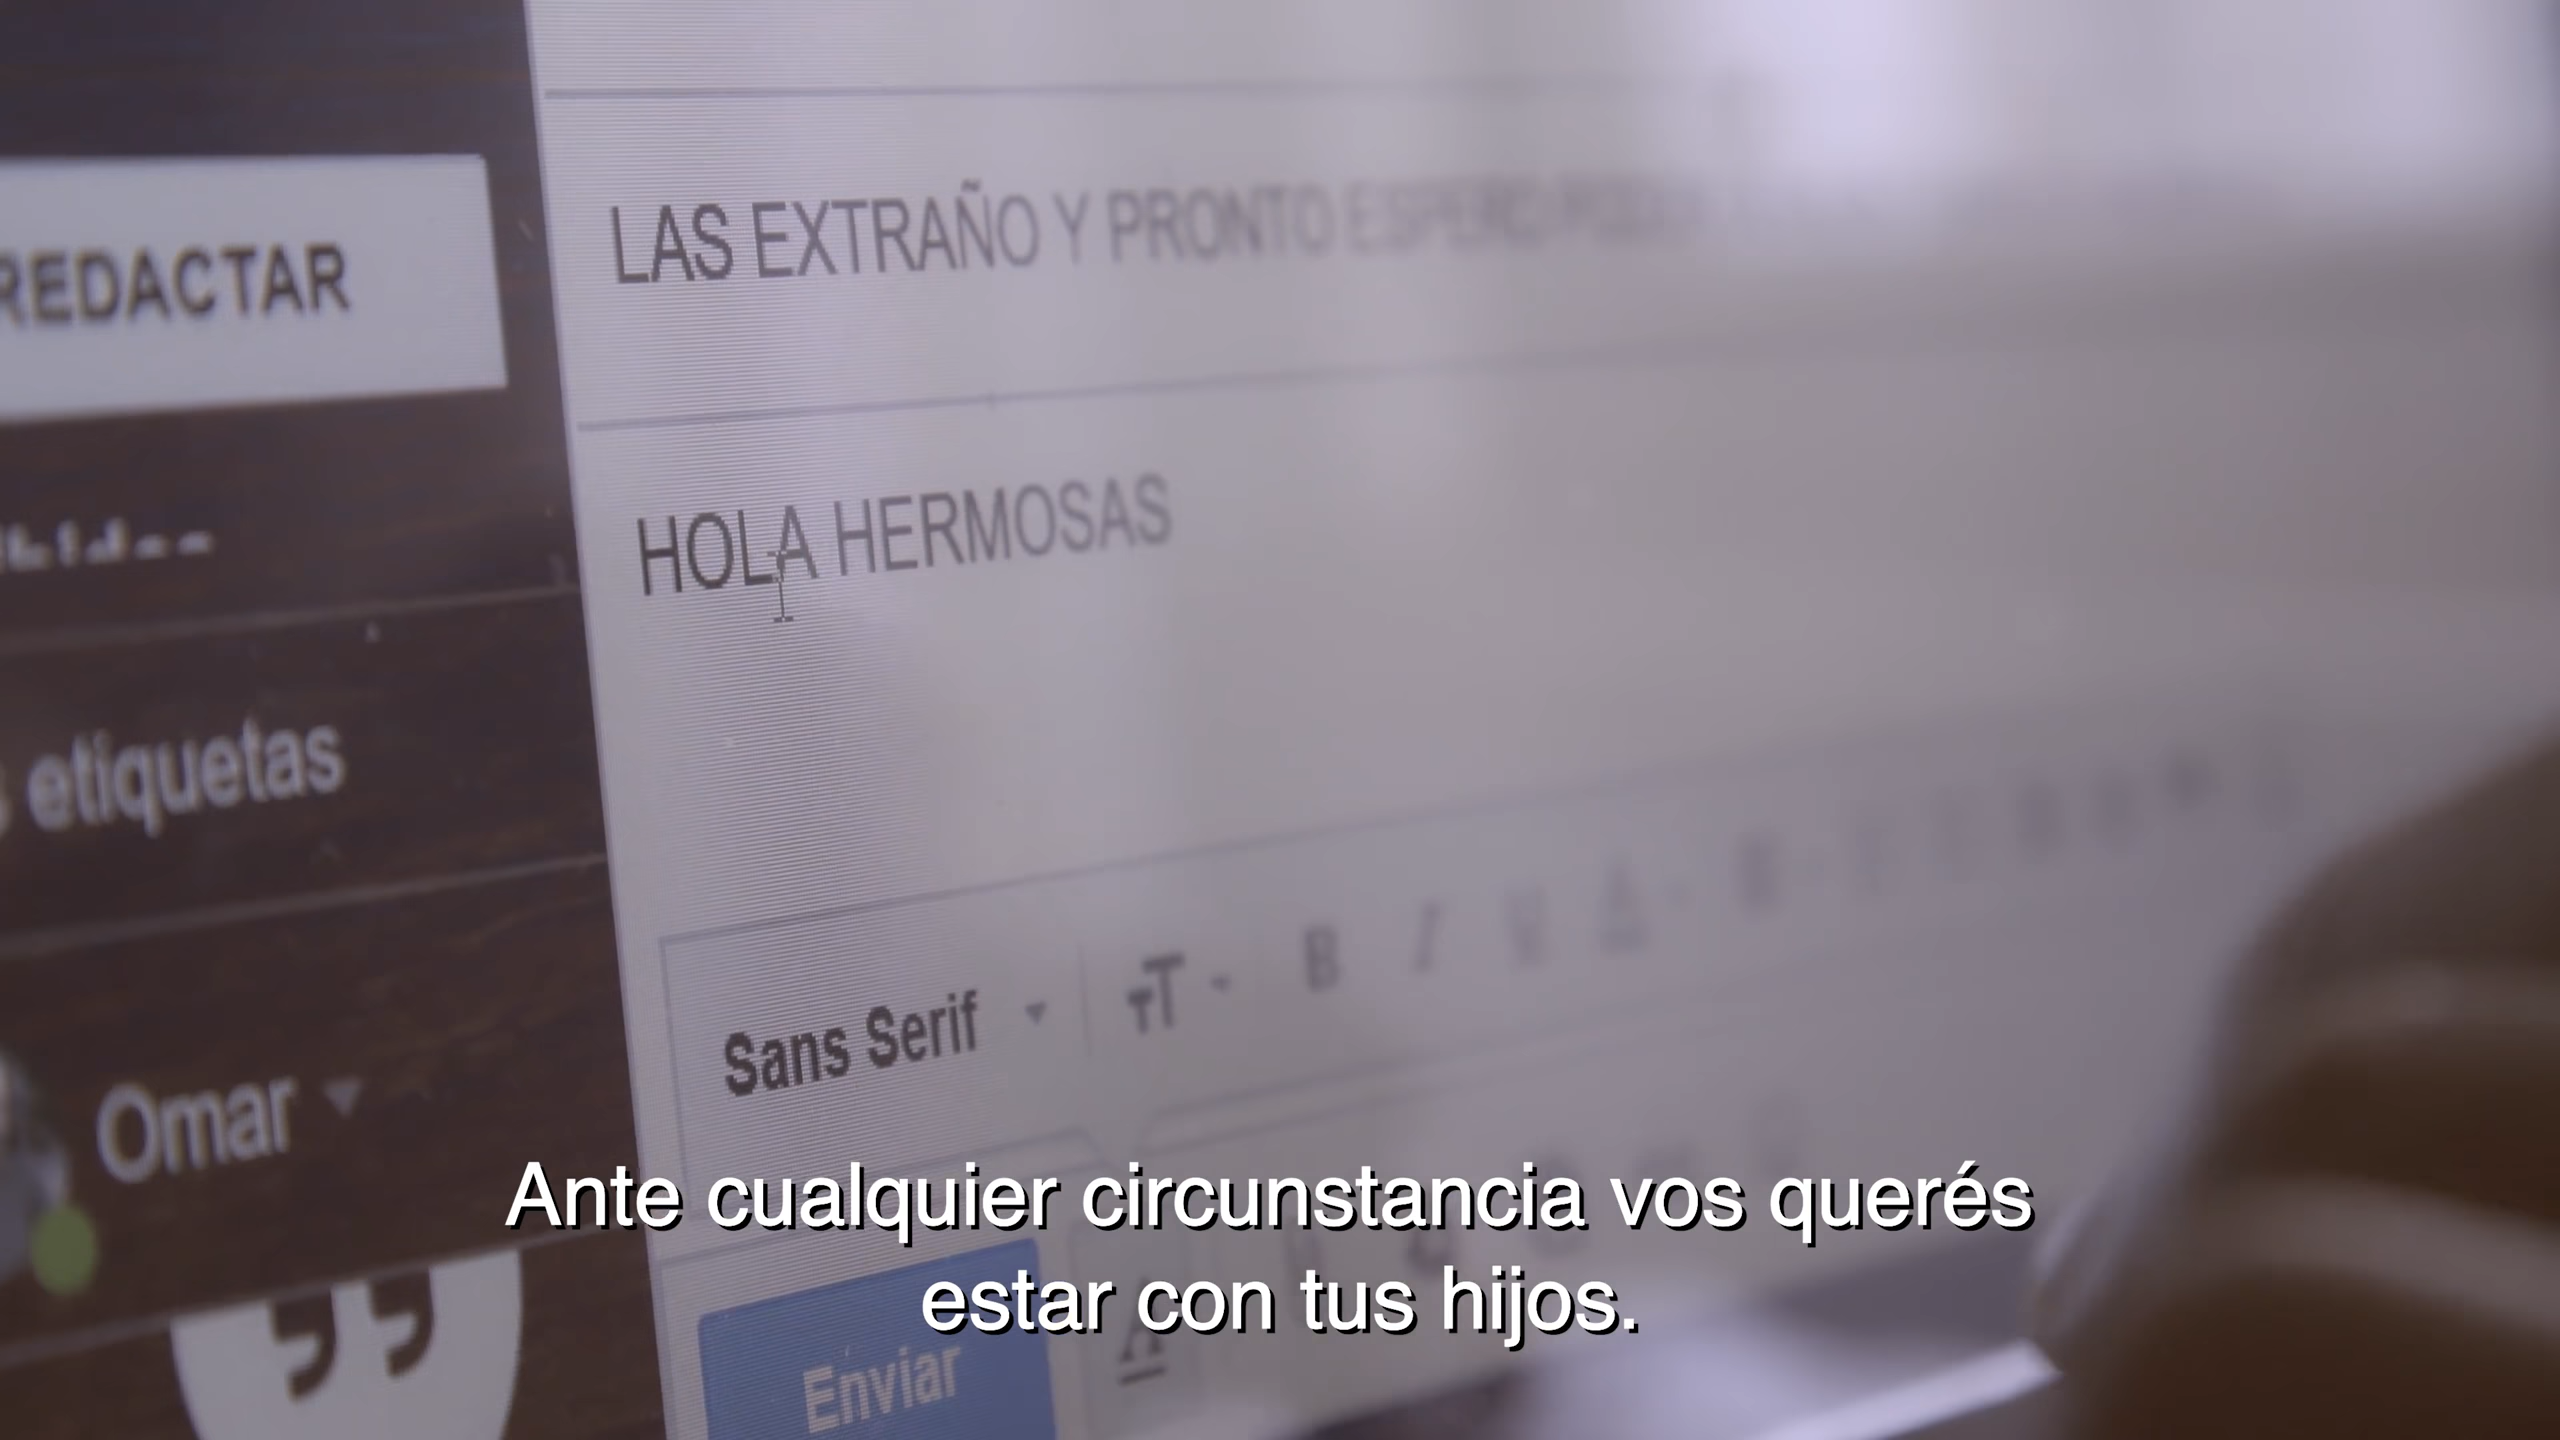 LAS EXTRAÑO Y PRONTO ESPERO
REDACTAR
HOLA HERMOSAS
etiquetas
Sans Serif
Omar
Ante cualquier circunstancia vos querés
estar con tus hijos.
Enviar